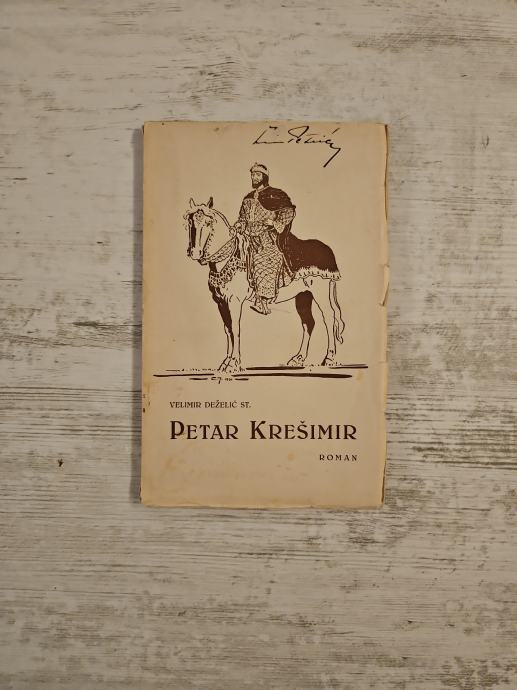 VELIMIR DEŽELIĆ ST.
PETAR KREŠIMIR
ROMAN